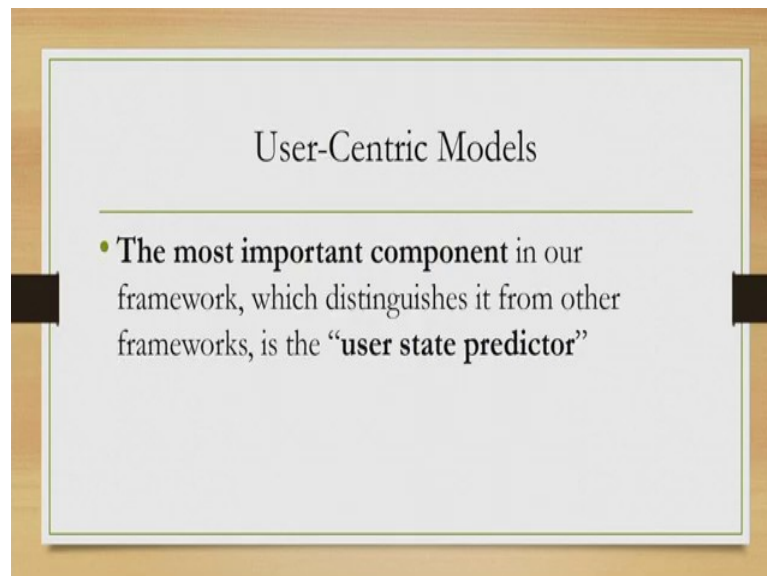 User-Centric Models
• The most important component in our
framework, which distinguishes it from other
frameworks, is the “user state predictor”